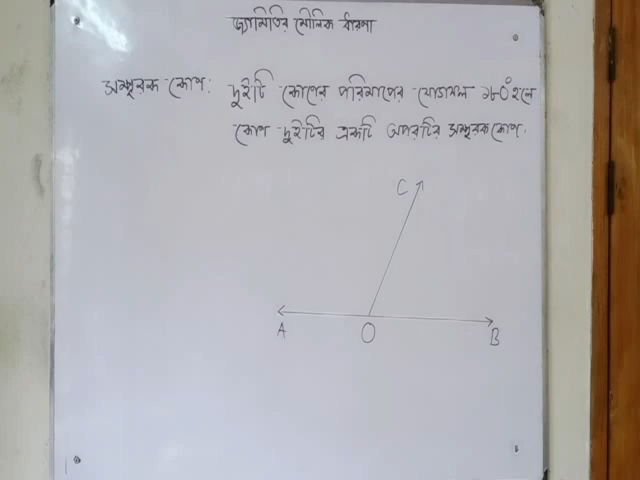 জ্যামিতির মৌলিক ধারণা
সম্পূরক কোণ: দুইটি কোণের পরিমাপের যোগফল ১৮০° হলে
কোণ দুইটির একটি অপরটির সম্পূরক কোণ।
C
A
O
B